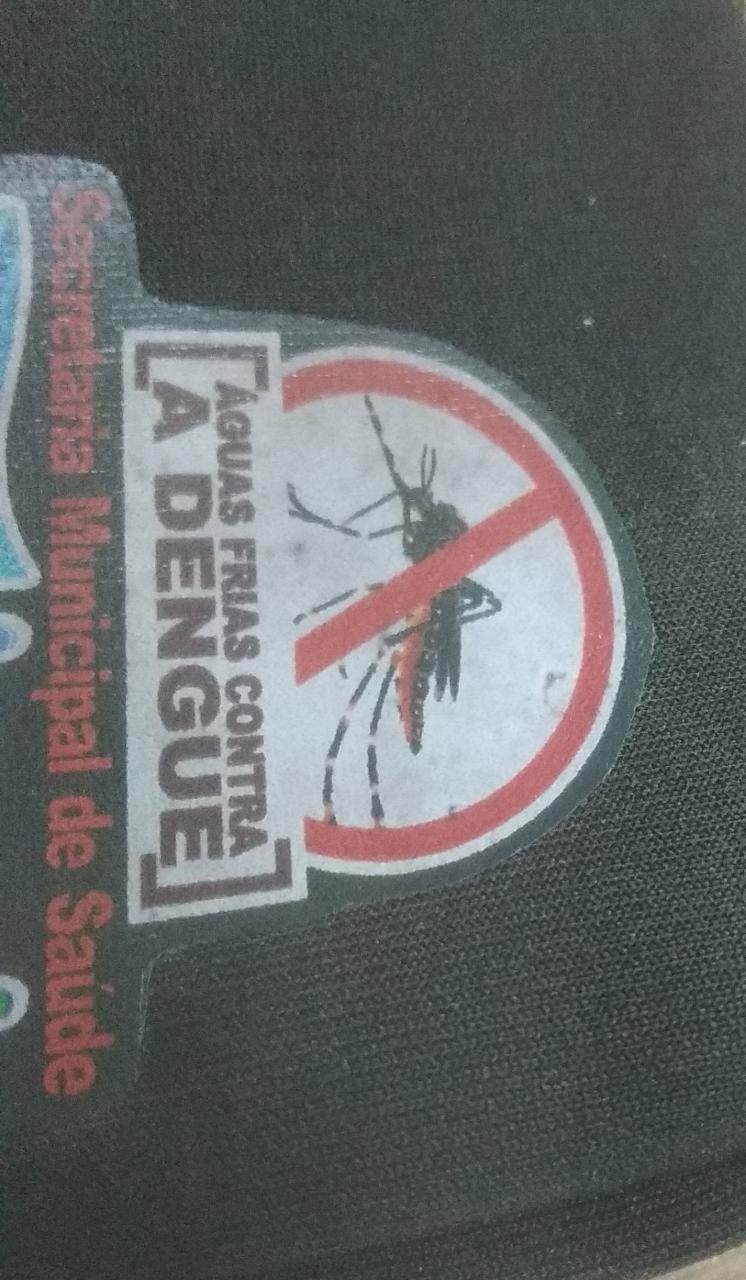 ÁGUAS FRIAS CONTRA
A DENGUE
Secretaria Municipal de Saúde